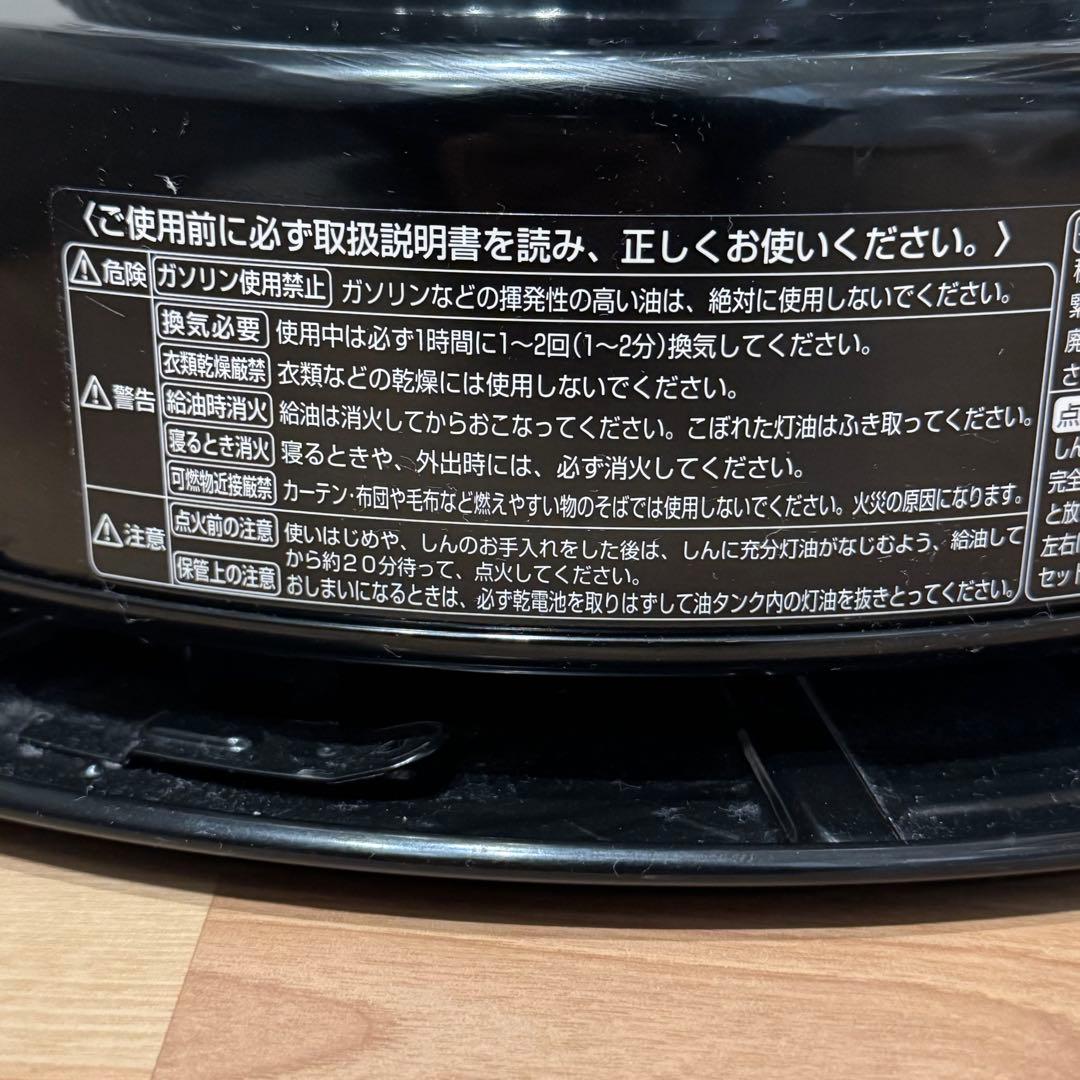 〈ご使用前に必ず取扱説明書を読み、正しくお使いください。〉
危険 ガソリン使用禁止 ガソリンなどの揮発性の高い油は、絶対に使用しないでください。
警告 換気必要 使用中は必ず1時間に1〜2回(1〜2分)換気してください。
衣類乾燥厳禁 衣類などの乾燥には使用しないでください。
給油時消火 給油は消火してからおこなってください。こぼれた灯油はふき取ってください。
寝るとき消火 寝るときや、外出時には、必ず消火してください。
可燃物近接厳禁 カーテン・布団や毛布など燃えやすい物のそばでは使用しないでください。火災の原因になります。
注意 点火前の注意 使いはじめや、しんのお手入れをした後は、しんに充分灯油がなじむよう、給油して
から約20分待って、点火してください。
保管上の注意 おしまいになるときは、必ず乾電池を取りはずして油タンク内の灯油を抜きとってください。
緊
廃
さ
点
しん
完全
と放
左右に
セット